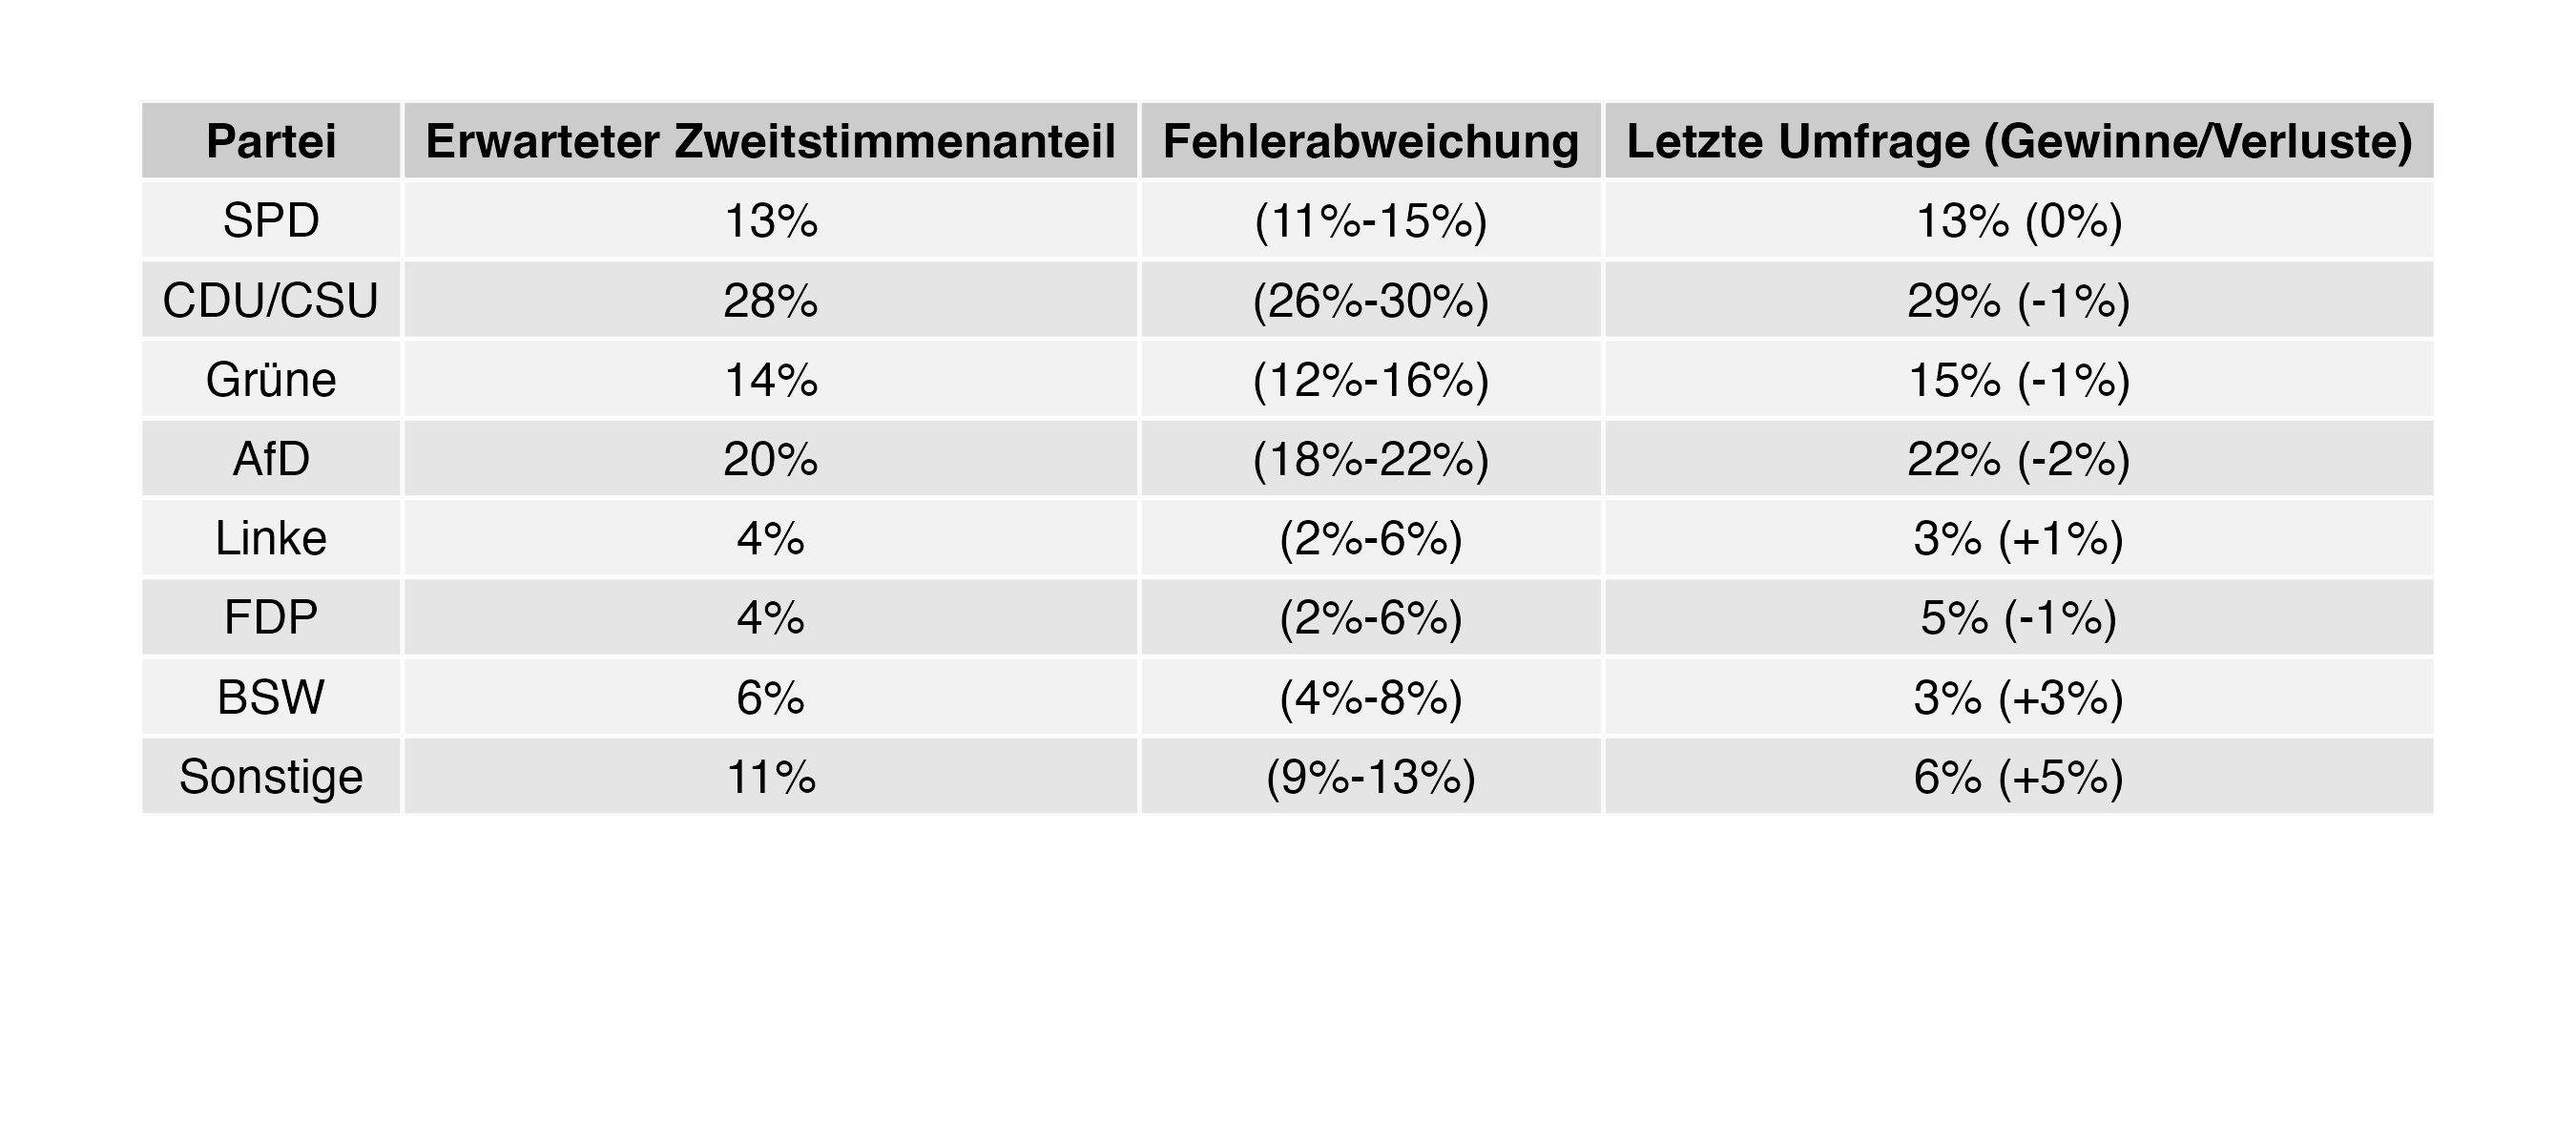 Partei Erwarteter Zweitstimmenanteil Fehlerabweichung Letzte Umfrage (Gewinne/Verluste)
SPD 13% (11%-15%) 13% (0%)
CDU/CSU 28% (26%-30%) 29% (-1%)
Grüne 14% (12%-16%) 15% (-1%)
AfD 20% (18%-22%) 22% (-2%)
Linke 4% (2%-6%) 3% (+1%)
FDP 4% (2%-6%) 5% (-1%)
BSW 6% (4%-8%) 3% (+3%)
Sonstige 11% (9%-13%) 6% (+5%)